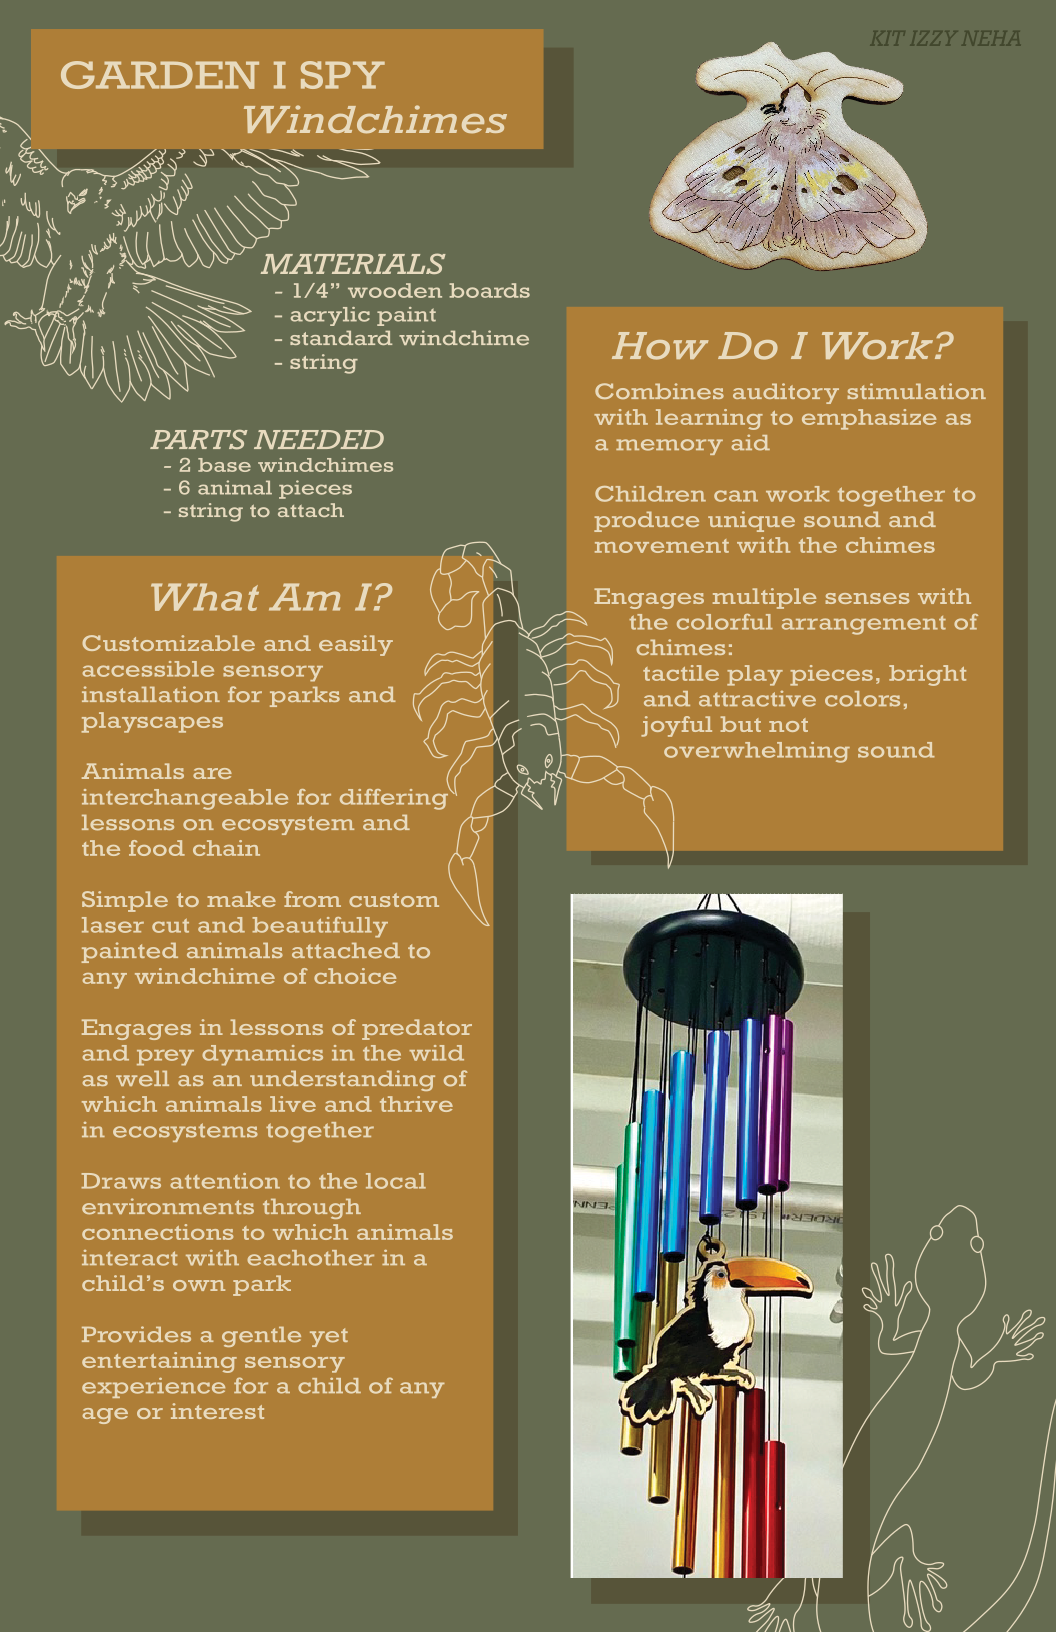 KIT IZZY NEHA
GARDEN I SPY
Windchimes
MATERIALS
- 1/4” wooden boards
- acrylic paint
- standard windchime
- string
PARTS NEEDED
- 2 base windchimes
- 6 animal pieces
- string to attach
What Am I?
Customizable and easily
accessible sensory
installation for parks and
playscapes
Animals are
interchangeable for differing
lessons on ecosystem and
the food chain
Simple to make from custom
laser cut and beautifully
painted animals attached to
any windchime of choice
Engages in lessons of predator
and prey dynamics in the wild
as well as an understanding of
which animals live and thrive
in ecosystems together
Draws attention to the local
environments through
connections to which animals
interact with eachother in a
child’s own park
Provides a gentle yet
entertaining sensory
experience for a child of any
age or interest
How Do I Work?
Combines auditory stimulation
with learning to emphasize as
a memory aid
Children can work together to
produce unique sound and
movement with the chimes
Engages multiple senses with
the colorful arrangement of
chimes:
tactile play pieces, bright
and attractive colors,
joyful but not
overwhelming sound